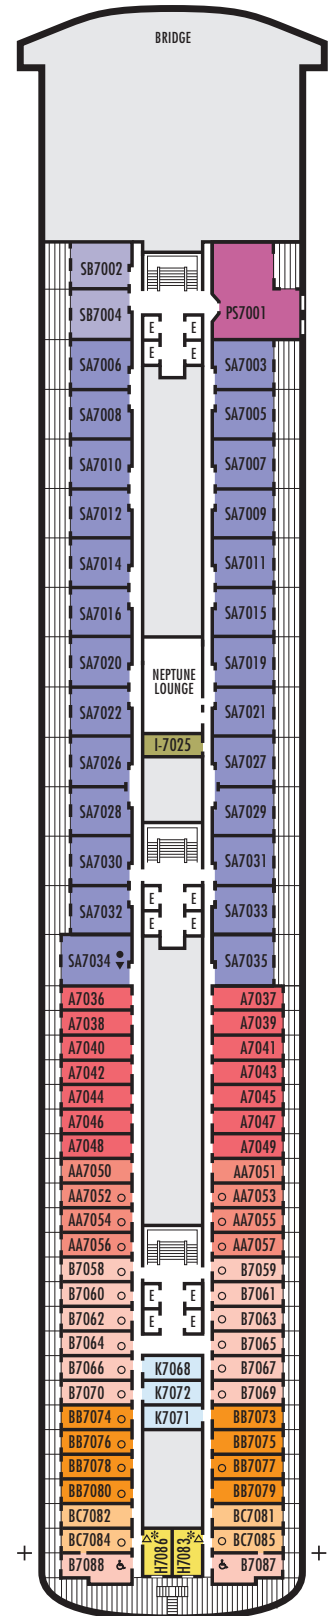 BRIDGE
SB7002
SB7004 E PS7001
SA7006 E E SA7003
E
SA7008 SA7005
SA7010 SA7007
SA7012 SA7009
SA7014 SA7011
SA7016 SA7015
SA7020 NEPTUNE SA7019
LOUNGE
SA7022 SA7021
SA7026 I-7025 SA7027
SA7028 SA7029
SA7030 SA7031
SA7032 E E SA7033
E E
SA7034 SA7035
A7036 A7037
A7038 A7039
A7040 A7041
A7042 A7043
A7044 A7045
A7046 A7047
A7048 A7049
AA7050 AA7051
AA7052 AA7053
AA7054 AA7055
AA7056 AA7057
B7058 B7059
B7060 E E B7061
B7062 E E B7063
B7064 B7065
B7066 K7068 B7067
B7070 K7072 B7069
BB7074 K7071 BB7073
BB7076 BB7075
BB7078 BB7077
BB7080 BB7079
BC7082 BC7081
BC7084 H7086 H7083 BC7085
B7088 B7087